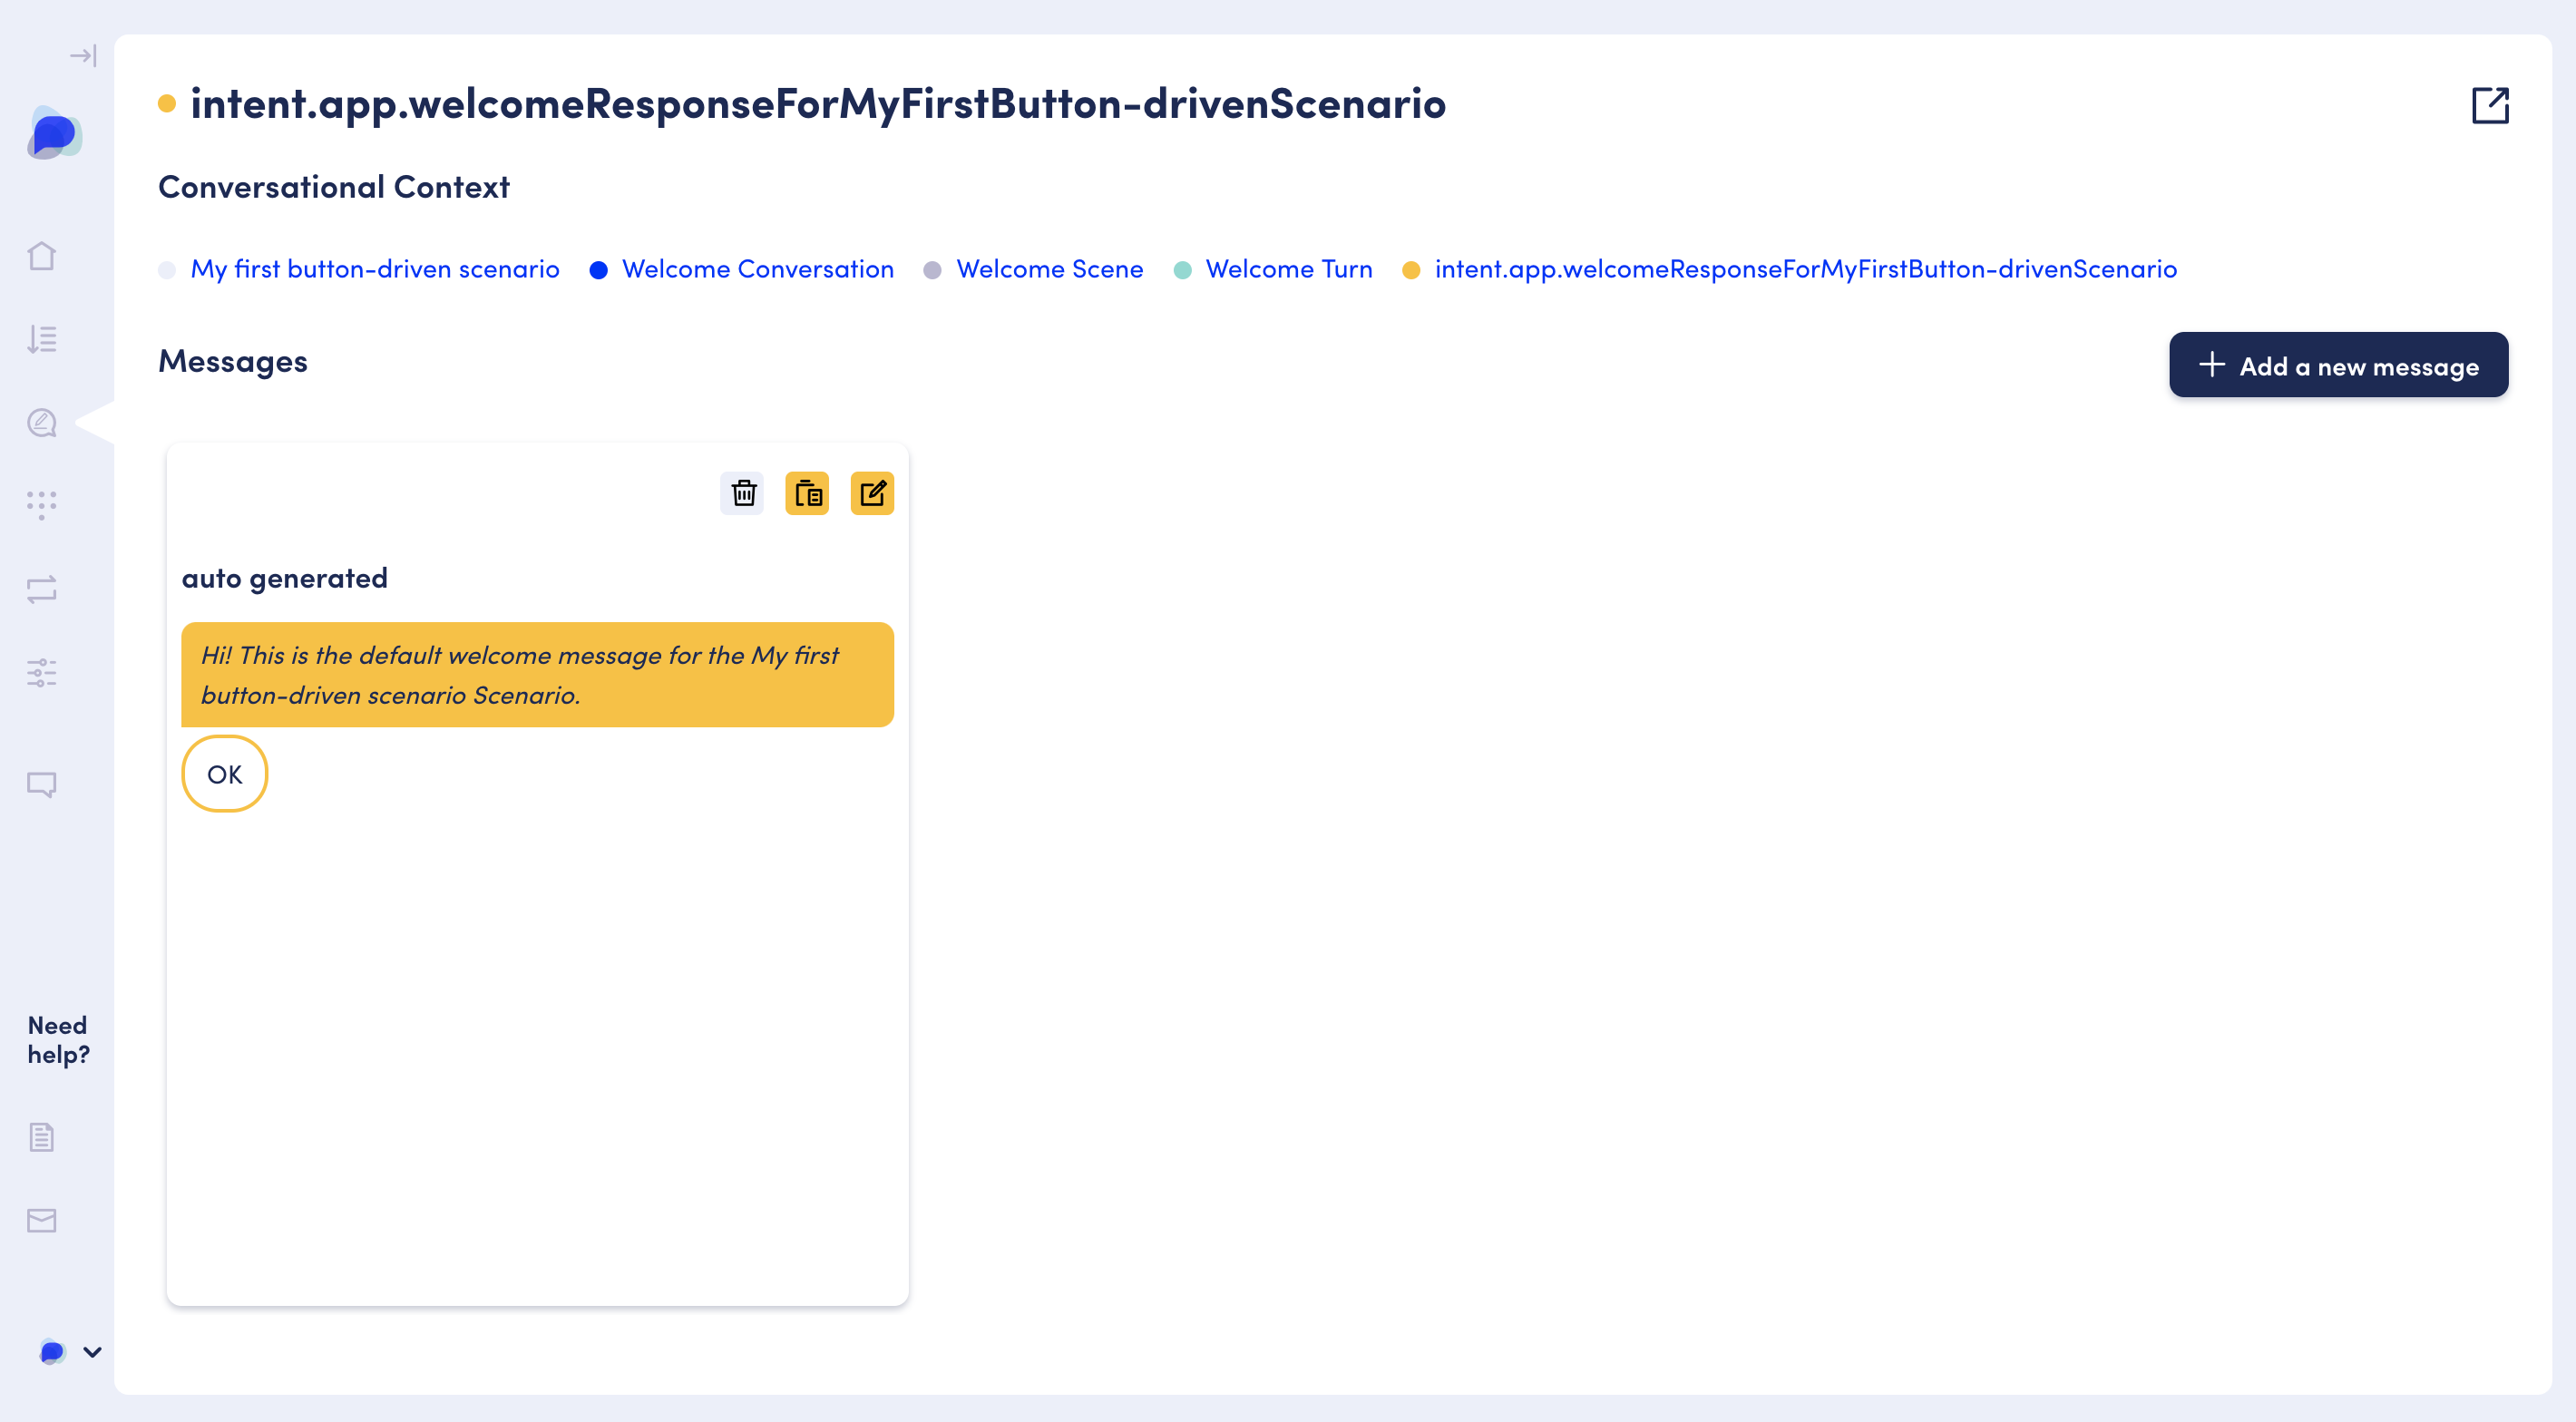 intent.app.welcomeResponseForMyFirstButton-drivenScenario
Conversational Context
My first button-driven scenario Welcome Conversation Welcome Scene Welcome Turn intent.app.welcomeResponseForMyFirstButton-drivenScenario
Messages
Add a new message
auto generated
Hi! This is the default welcome message for the My first
button-driven scenario Scenario.
OK
Need
help?